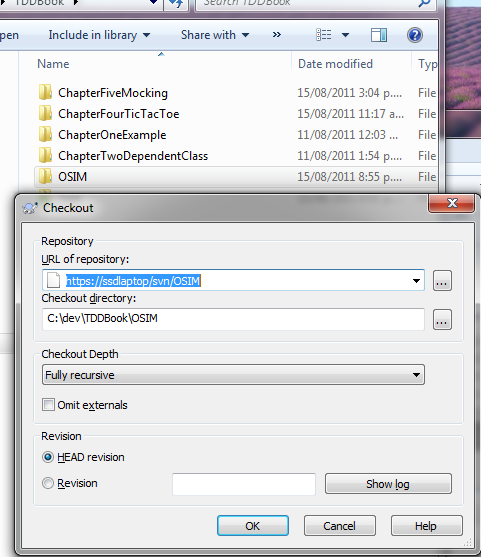 TDDBook
Search TDDBook
pen Include in library Share with »
Name Date modified Typ
ChapterFiveMocking 15/08/2011 3:04 p.... File
ChapterFourTicTacToe 15/08/2011 11:17 a... File
ChapterOneExample 11/08/2011 12:03 ... File
ChapterTwoDependentClass 11/08/2011 1:54 p.... File
OSIM 15/08/2011 8:55 p.... File
Checkout
Repository
URL of repository:
https://ssdlaptop/svn/OSIM
...
Checkout directory:
C:\dev\TDDBook\OSIM
...
Checkout Depth
Fully recursive
Omit externals
Revision
HEAD revision
Revision
Show log
OK Cancel Help